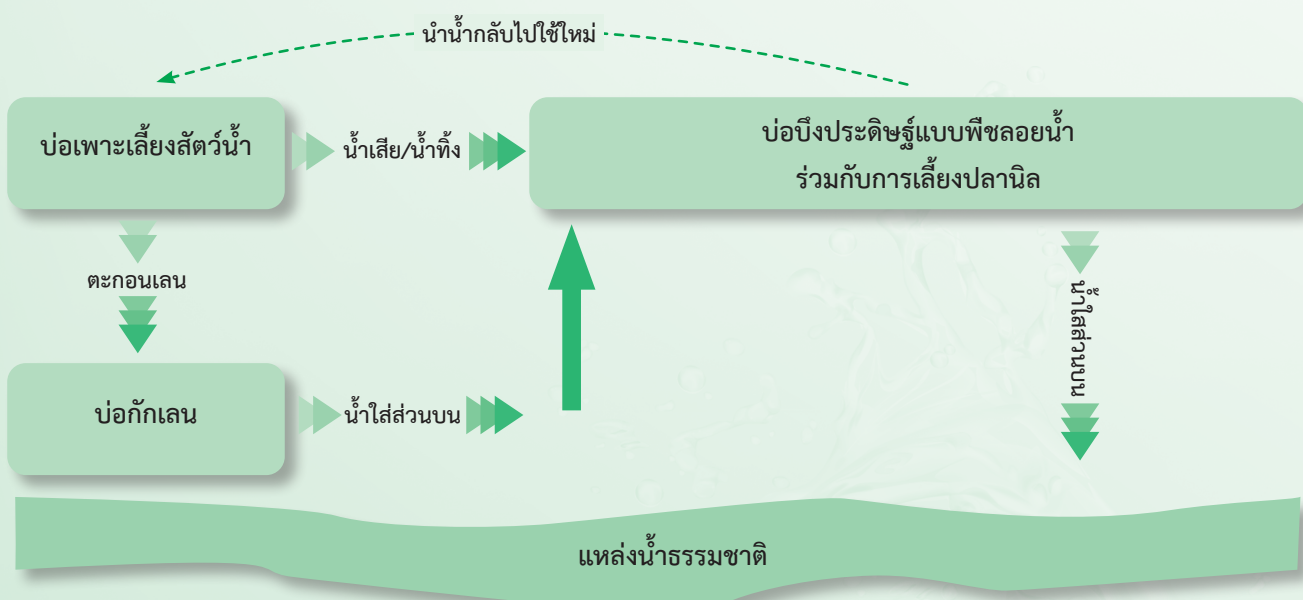 นำน้ำกลับไปใช้ใหม่
บ่อเพาะเลี้ยงสัตว์น้ำ
น้ำเสีย/น้ำทิ้ง
บ่อบึงประดิษฐ์แบบพืชลอยน้ำ
ร่วมกับการเลี้ยงปลานิล
ตะกอนเลน
น้ำใสส่วนบน
บ่อกักเลน
น้ำใส่ส่วนบน
แหล่งน้ำธรรมชาติ